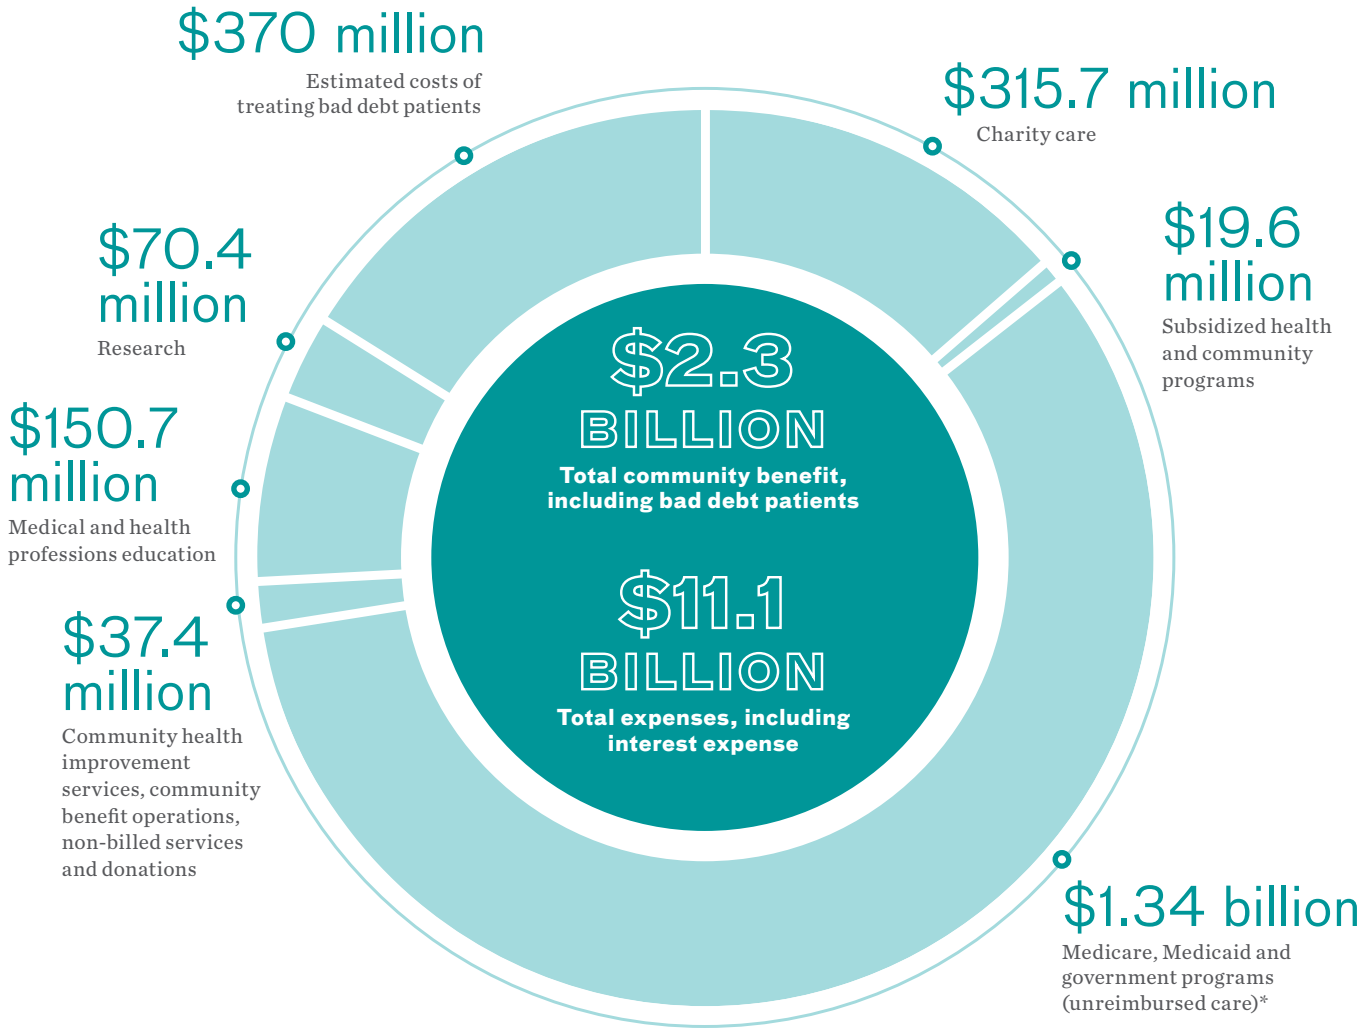 $370 million
Estimated costs of
treating bad debt patients
$315.7 million
Charity care
$19.6
million
Subsidized health
and community
programs
$70.4
million
Research
$150.7
million
Medical and health
professions education
$37.4
million
Community health
improvement
services, community
benefit operations,
non-billed services
and donations
$2.3
BILLION
Total community benefit,
including bad debt patients
$11.1
BILLION
Total expenses, including
interest expense
$1.34 billion
Medicare, Medicaid and
government programs
(unreimbursed care)*